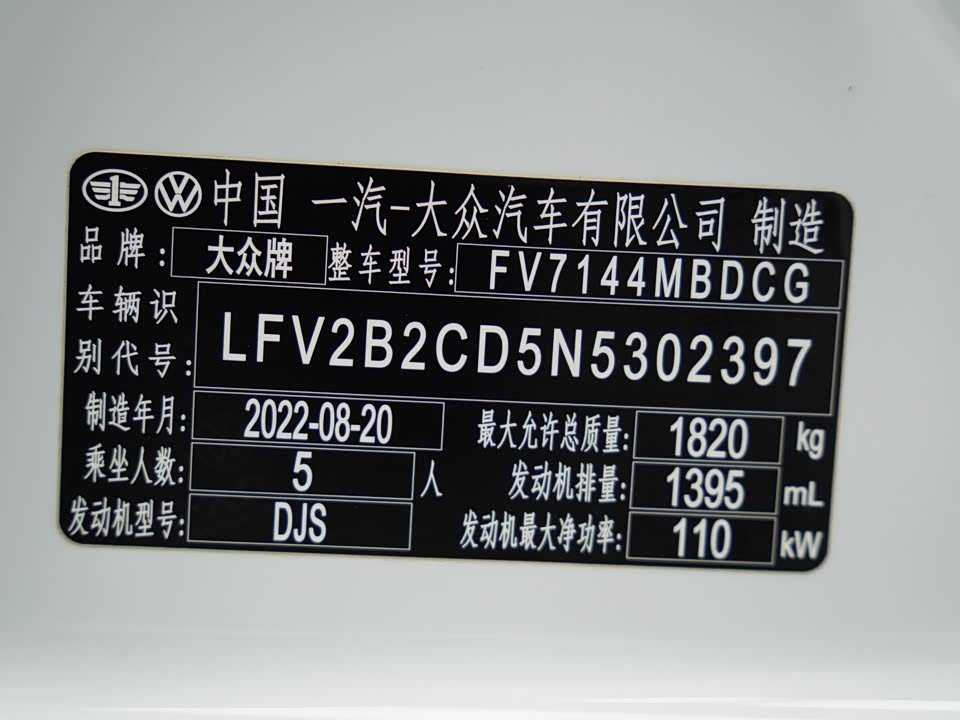 中国 一汽-大众汽车有限公司 制造
品牌: 大众牌 整车型号: FV7144MBDCG
车辆识别代号: LFV2B2CD5N5302397
制造年月: 2022-08-20 最大允许总质量: 1820 kg
乘坐人数: 5 人 发动机排量: 1395 mL
发动机型号: DJS 发动机最大净功率: 110 kW